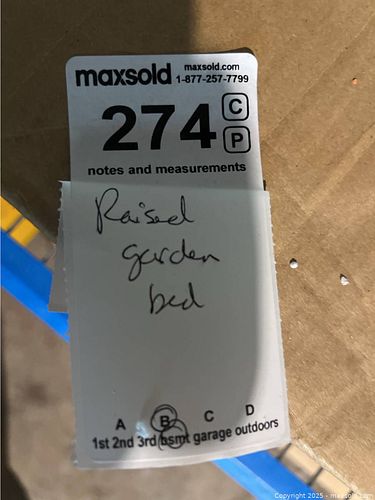 maxsold maxsold.com
1-877-257-7799
274 C
P
notes and measurements
Raised
garden
bed
A B C D
1st 2nd 3rd bsmt garage outdoors
Copyright 2025 - maxsold.com